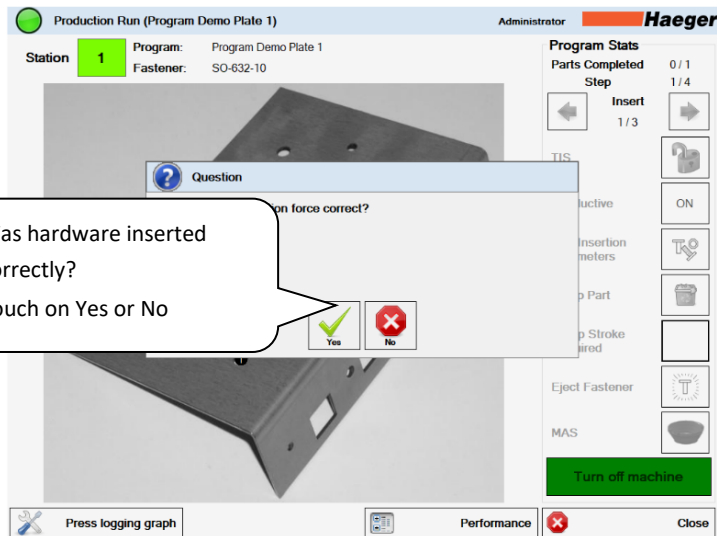 Production Run (Program Demo Plate 1)
Administrator
Haeger
Station
1
Program: Program Demo Plate 1
Fastener: SO-632-10
Program Stats
Parts Completed 0 / 1
Step 1 / 4
Insert
1 / 3
TIS
Question
force correct?
as hardware inserted
orrectly?
ouch on Yes or No
Yes
No
ON
Part
Stroke
Eject Fastener
MAS
Turn off machine
Press logging graph
Performance
Close